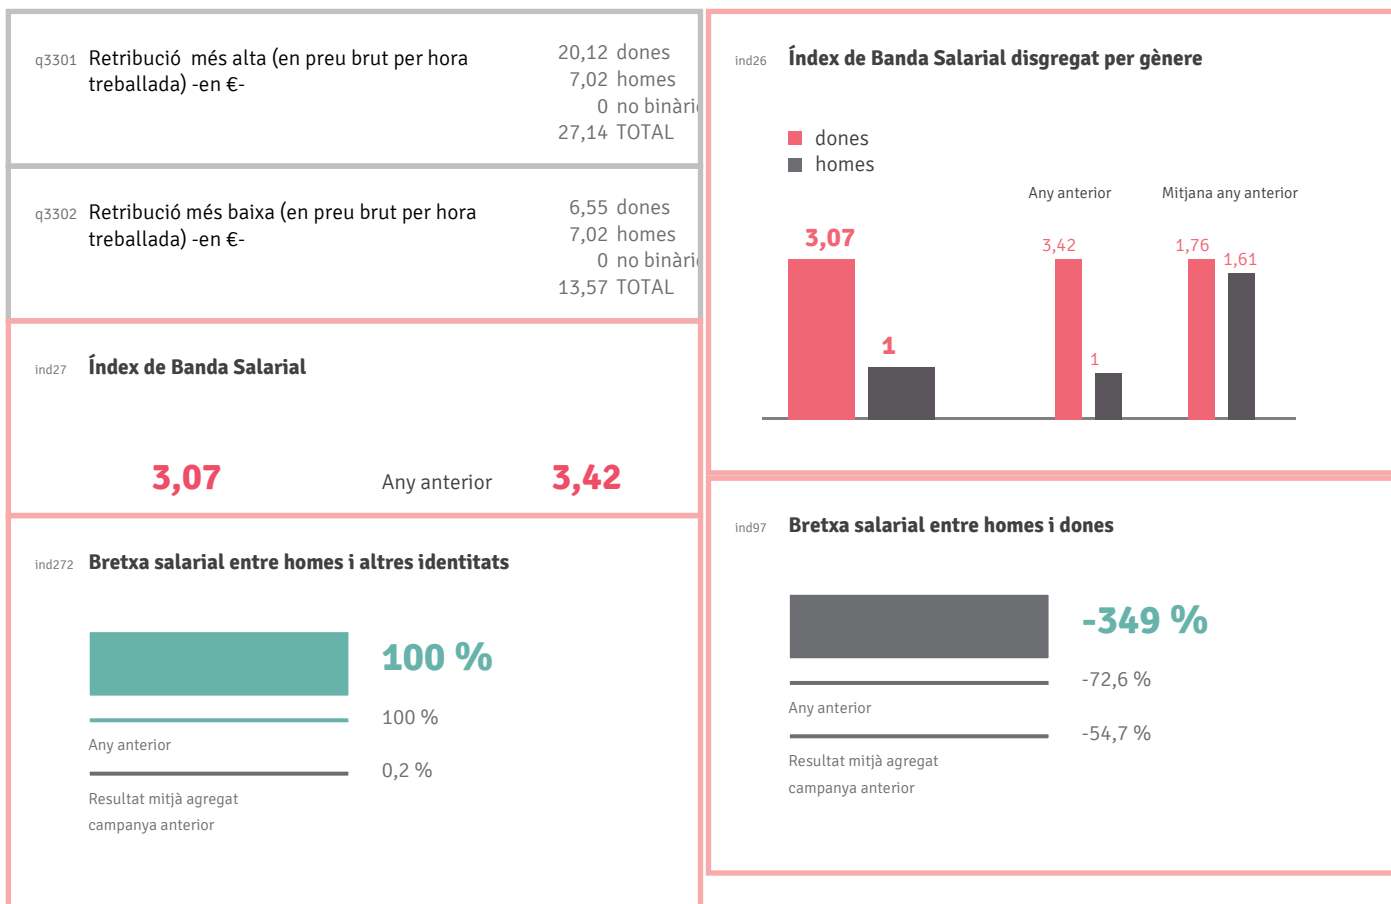 q3301 Retribució més alta (en preu brut per hora
treballada) -en €-
20,12 dones
7,02 homes
0 no binàri
27,14 TOTAL
q3302 Retribució més baixa (en preu brut per hora
treballada) -en €-
6,55 dones
7,02 homes
0 no binàri
13,57 TOTAL
ind27 Índex de Banda Salarial
3,07 Any anterior 3,42
ind272 Bretxa salarial entre homes i altres identitats
100 %
100 %
Any anterior
0,2 %
Resultat mitjà agregat
campanya anterior
ind26 Índex de Banda Salarial disgregat per gènere
dones
homes
Any anterior Mitjana any anterior
3,07
1
3,42
1
1,76
1,61
ind97 Bretxa salarial entre homes i dones
-349 %
-72,6 %
Any anterior
-54,7 %
Resultat mitjà agregat
campanya anterior